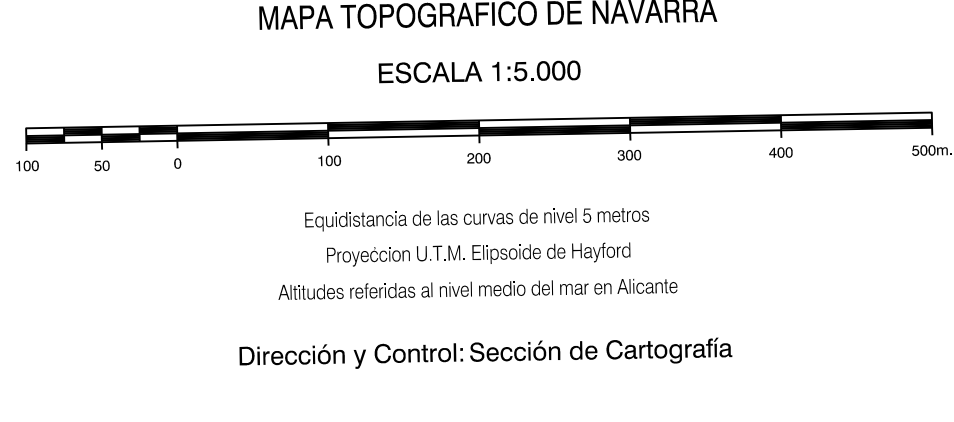 MAPA TOPOGRAFICO DE NAVARRA
ESCALA 1:5.000
100 50 0 100 200 300 400 500m.
Equidistancia de las curvas de nivel 5 metros
Proyeccion U.T.M. Elipsoide de Hayford
Altitudes referidas al nivel medio del mar en Alicante
Dirección y Control: Sección de Cartografía